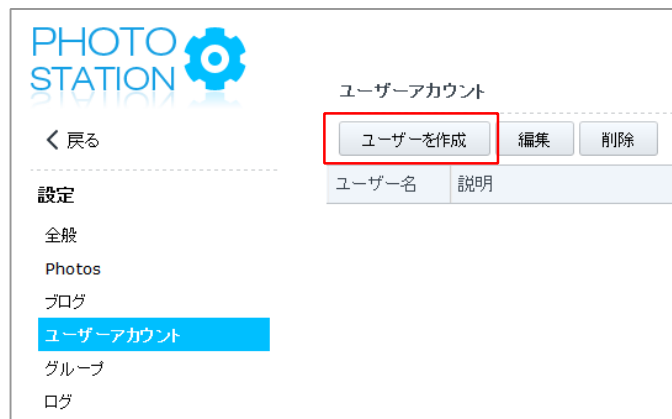 PHOTO
STATION
戻る
設定
全般
Photos
ブログ
ユーザーアカウント
グループ
ログ
ユーザーアカウント
ユーザーを作成 編集 削除
ユーザー名 説明